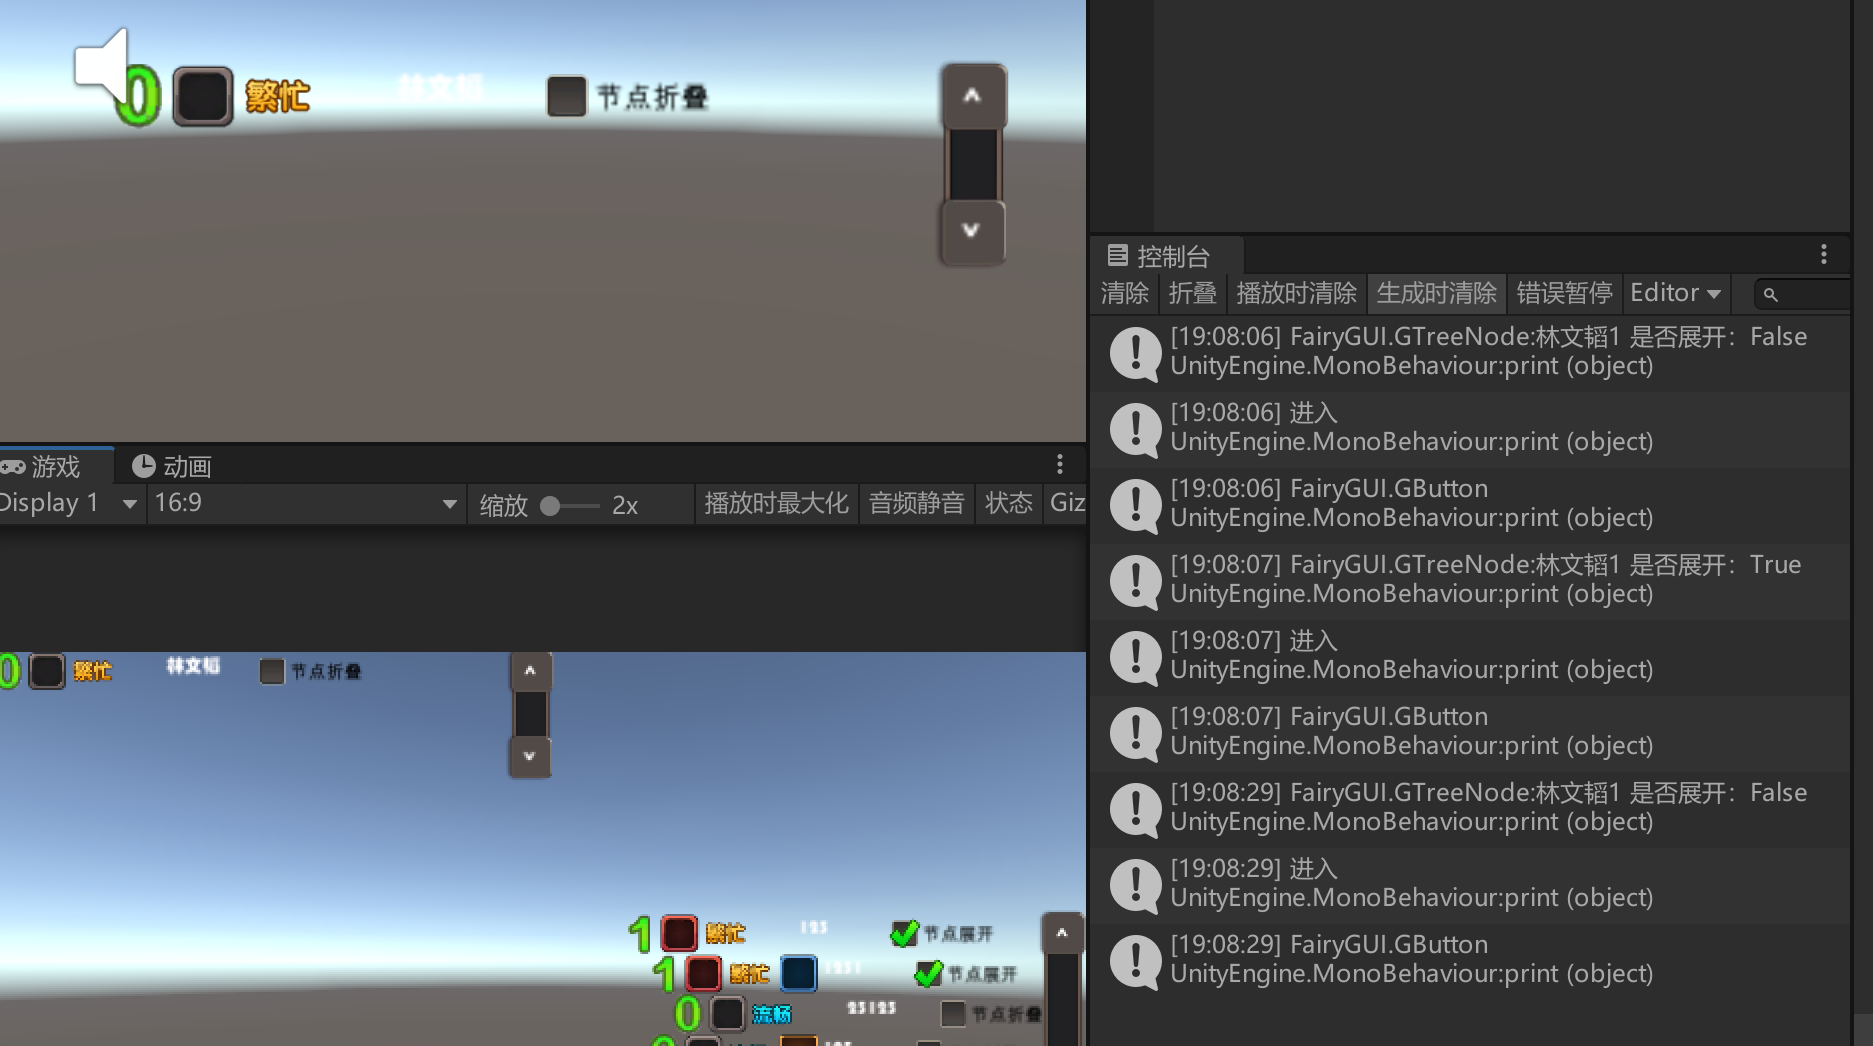 0 繁忙 林文韬 节点折叠
游戏 动画
Display 1 16:9 缩放 2x 播放时最大化 音频静音 状态 Giz
0 繁忙 林文韬 节点折叠
1 繁忙 123 节点展开
1 繁忙 1231 节点展开
0 流畅 23123 节点折叠
控制台
清除 折叠 播放时清除 生成时清除 错误暂停 Editor
[19:08:06] FairyGUI.GTreeNode:林文韬1 是否展开：False
UnityEngine.MonoBehaviour:print (object)
[19:08:06] 进入
UnityEngine.MonoBehaviour:print (object)
[19:08:06] FairyGUI.GButton
UnityEngine.MonoBehaviour:print (object)
[19:08:07] FairyGUI.GTreeNode:林文韬1 是否展开：True
UnityEngine.MonoBehaviour:print (object)
[19:08:07] 进入
UnityEngine.MonoBehaviour:print (object)
[19:08:07] FairyGUI.GButton
UnityEngine.MonoBehaviour:print (object)
[19:08:29] FairyGUI.GTreeNode:林文韬1 是否展开：False
UnityEngine.MonoBehaviour:print (object)
[19:08:29] 进入
UnityEngine.MonoBehaviour:print (object)
[19:08:29] FairyGUI.GButton
UnityEngine.MonoBehaviour:print (object)